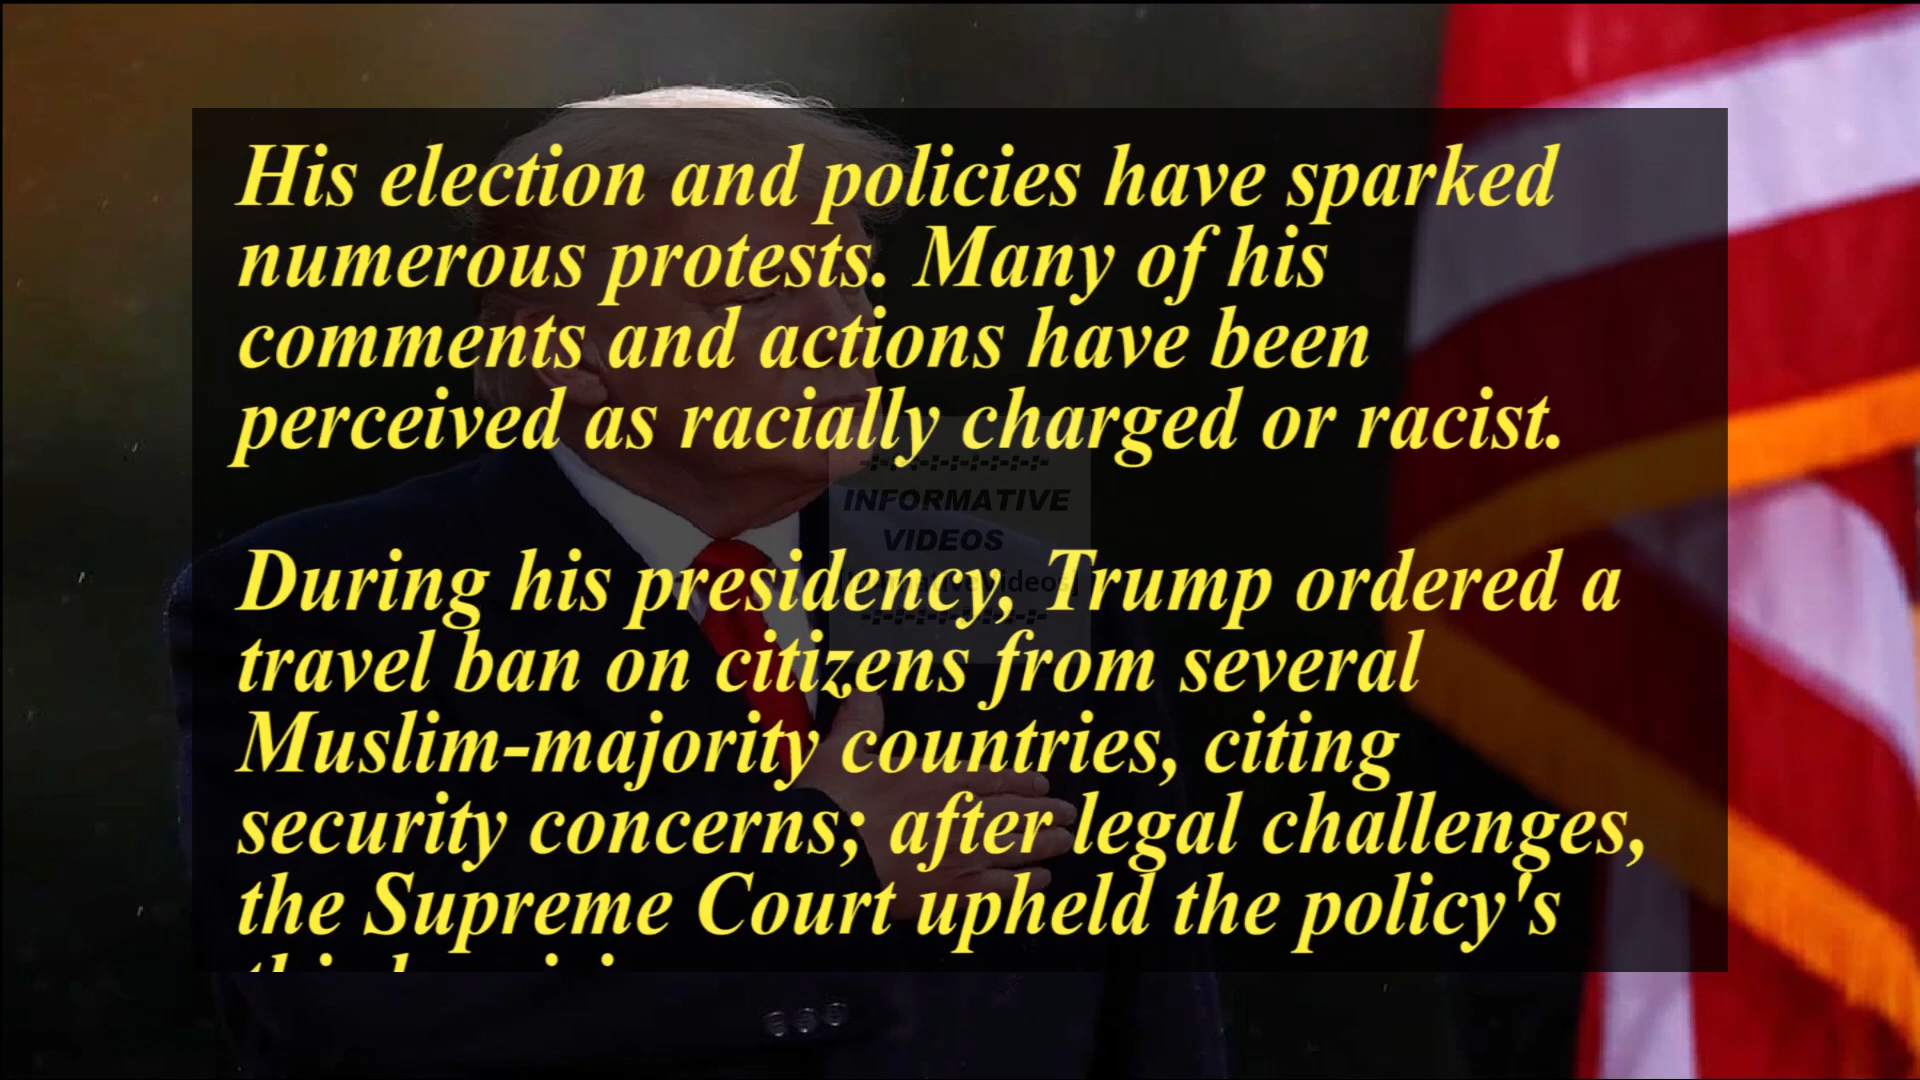 His election and policies have sparked
numerous protests. Many of his
comments and actions have been
perceived as racially charged or racist.
INFORMATIVE
VIDEOS
During his presidency, Trump ordered a
travel ban on citizens from several
Muslim-majority countries, citing
security concerns; after legal challenges,
the Supreme Court upheld the policy's